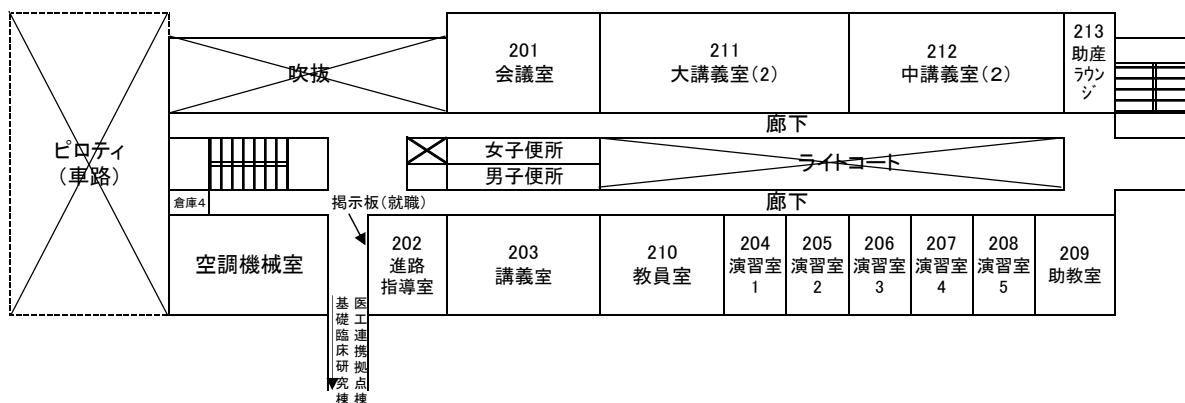 201
会議室
211
大講義室(2)
212
中講義室(2)
213
助産
ラウン
ジ
吹抜
廊下
ピロティ
(車路)
女子便所
男子便所
ライトコート
倉庫4
掲示板(就職)
廊下
空調機械室
202
進路
指導室
203
講義室
210
教員室
204
演習室
1
205
演習室
2
206
演習室
3
207
演習室
4
208
演習室
5
209
助教室
医工連携拠点棟
基礎臨床研究棟